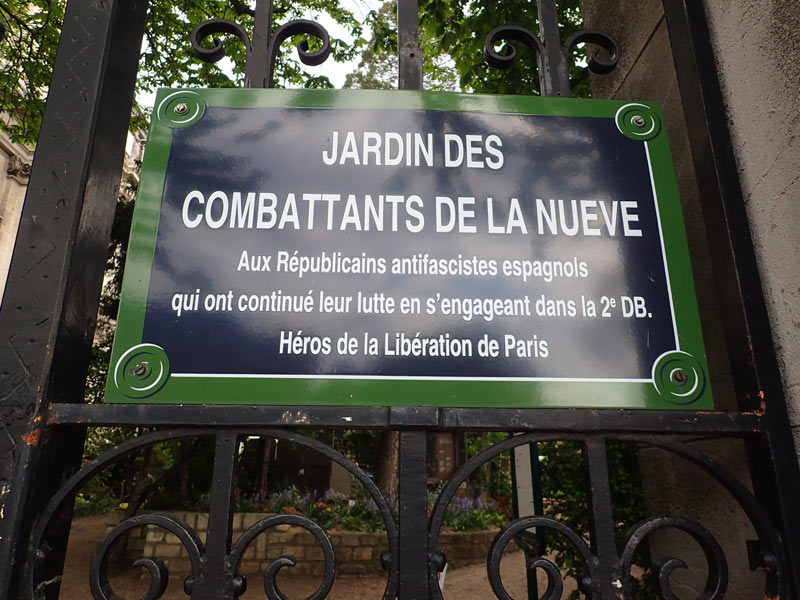 JARDIN DES
COMBATTANTS DE LA NUEVE
Aux Républicains antifascistes espagnols
qui ont continué leur lutte en s'engageant dans la 2e DB.
Héros de la Libération de Paris